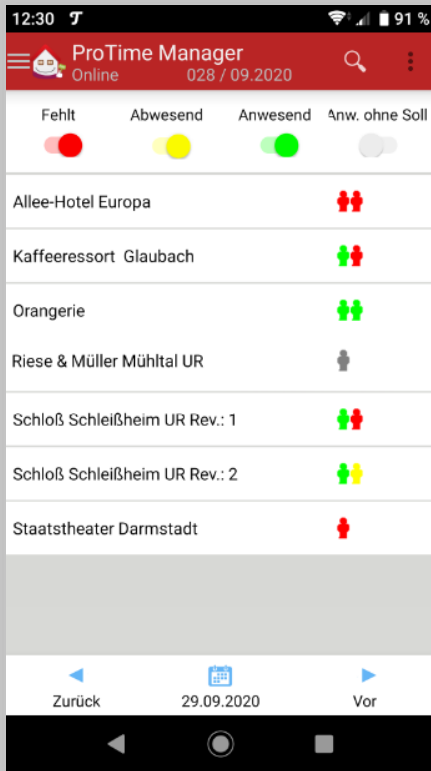 12:30 T 91 %
ProTime Manager
Online 028 / 09.2020
Fehlt Abwesend Anwesend Anw. ohne Soll
Allee-Hotel Europa
Kaffeeressort Glaubach
Orangerie
Riese & Müller Mühltal UR
Schloß Schleißheim UR Rev.: 1
Schloß Schleißheim UR Rev.: 2
Staatstheater Darmstadt
Zurück 29.09.2020 Vor